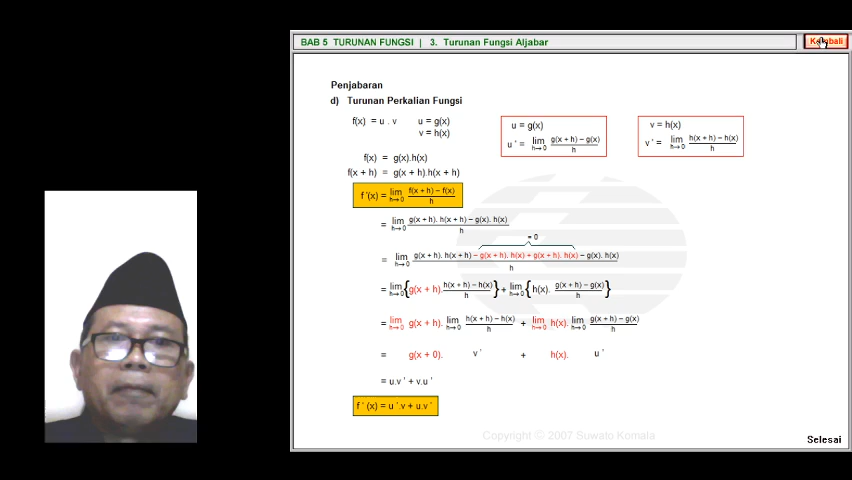 BAB 5 TURUNAN FUNGSI | 3. Turunan Fungsi Aljabar
Kembali
Penjabaran
d) Turunan Perkalian Fungsi
f(x) = u . v u = g(x)
v = h(x)
u = g(x)
u ' = lim h→0 g(x + h) – g(x) / h
v = h(x)
v ' = lim h→0 h(x + h) – h(x) / h
f(x) = g(x).h(x)
f(x + h) = g(x + h).h(x + h)
f '(x) = lim h→0 f(x + h) – f(x) / h
= lim h→0 g(x + h). h(x + h) – g(x). h(x) / h
= 0
= lim h→0 g(x + h). h(x + h) – g(x + h). h(x) + g(x + h). h(x) – g(x). h(x) / h
= lim h→0 { g(x + h). h(x + h) – h(x) / h } + lim h→0 { h(x). g(x + h) – g(x) / h }
= lim h→0 g(x + h). lim h→0 h(x + h) – h(x) / h + lim h→0 h(x). lim h→0 g(x + h) – g(x) / h
= g(x + 0). v ' + h(x). u '
= u.v ' + v.u '
f ' (x) = u ' v + u.v '
Copyright © 2007 Suwato Komala
Selesai